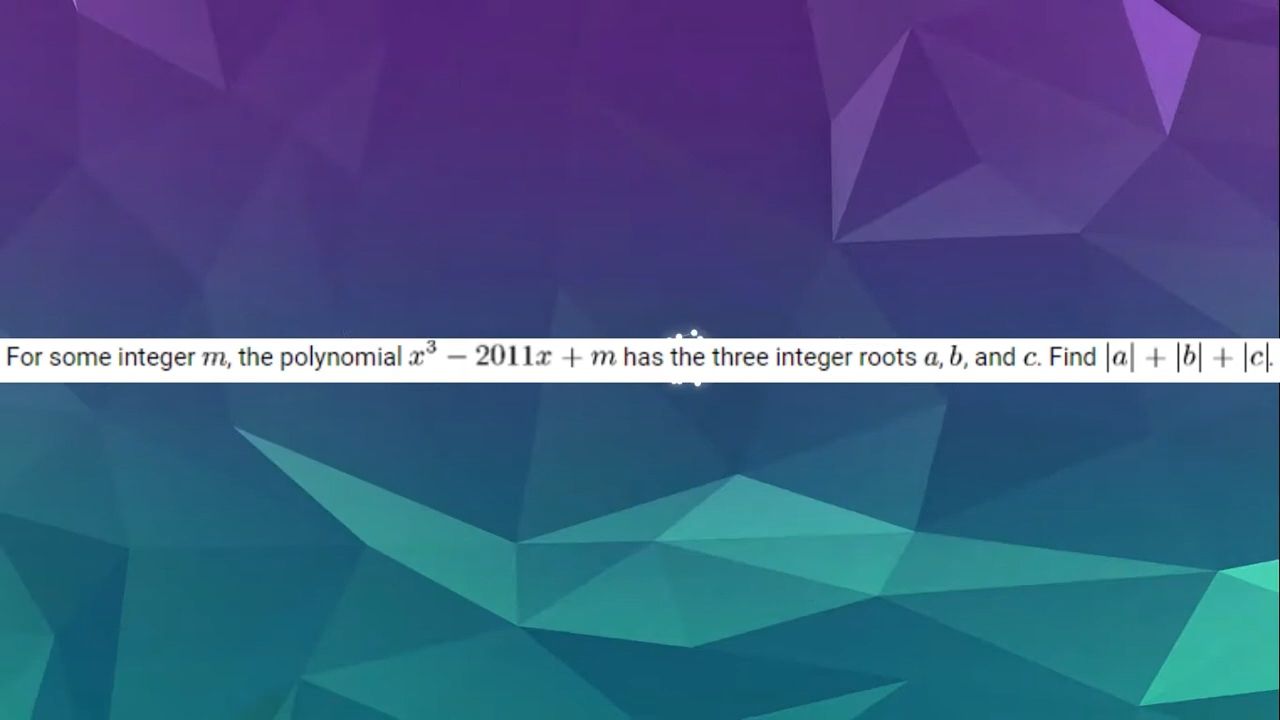 For some integer $m$, the polynomial $x^3 - 2011x + m$ has the three integer roots $a, b$, and $c$. Find $|a| + |b| + |c|$.